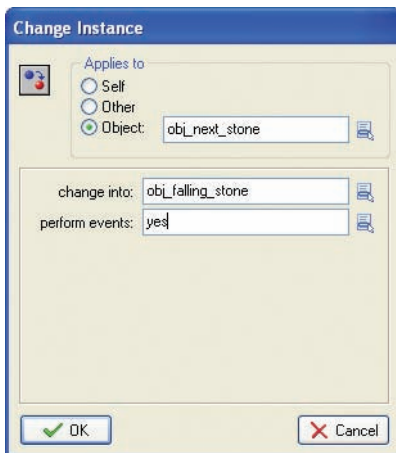 Change Instance
Applies to
Self
Other
Object: obj_next_stone
change into: obj_falling_stone
perform events: yes
OK Cancel